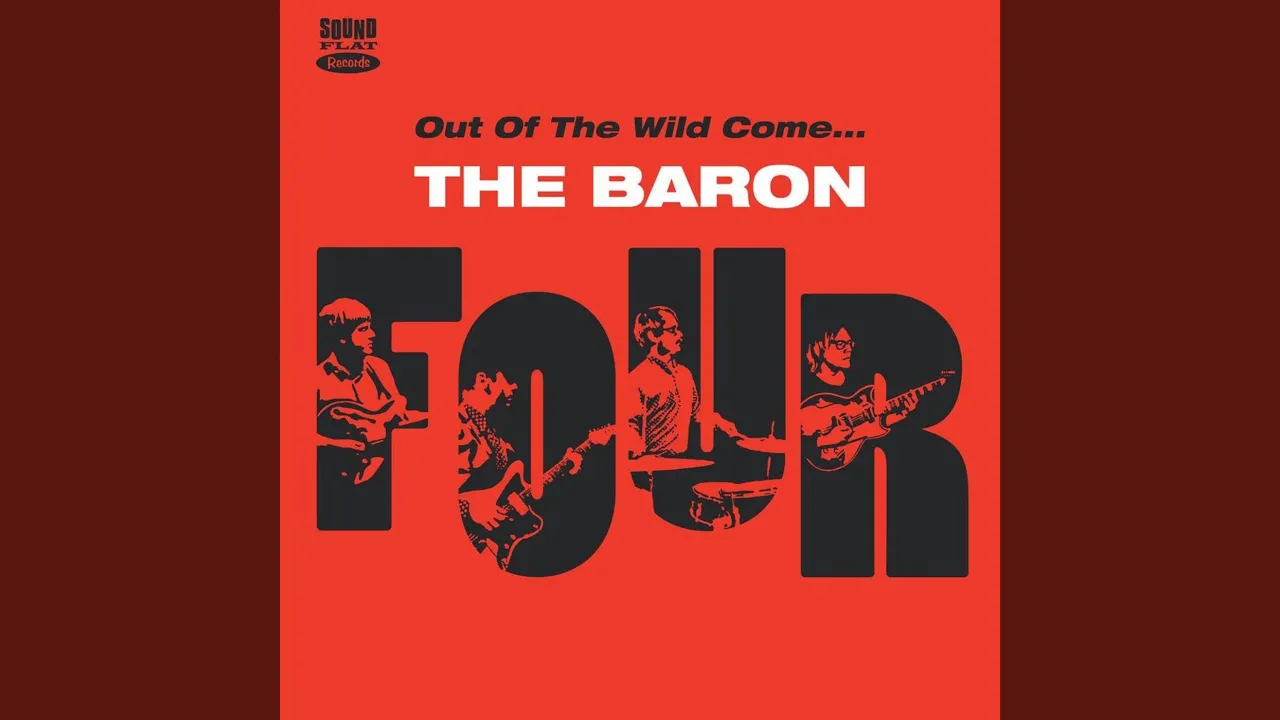 SOUND
FLAT
Records
Out Of The Wild Come...
THE BARON
FOUR